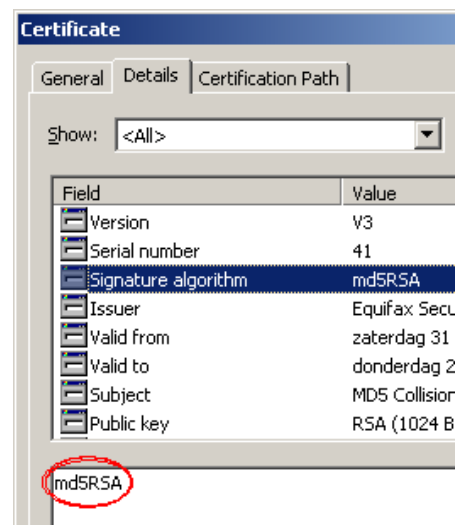 Certificate
General Details Certification Path
Show: <All>
Field Value
Version V3
Serial number 41
Signature algorithm md5RSA
Issuer Equifax Secu
Valid from zaterdag 31
Valid to donderdag 2
Subject MD5 Collision
Public key RSA (1024 B
md5RSA